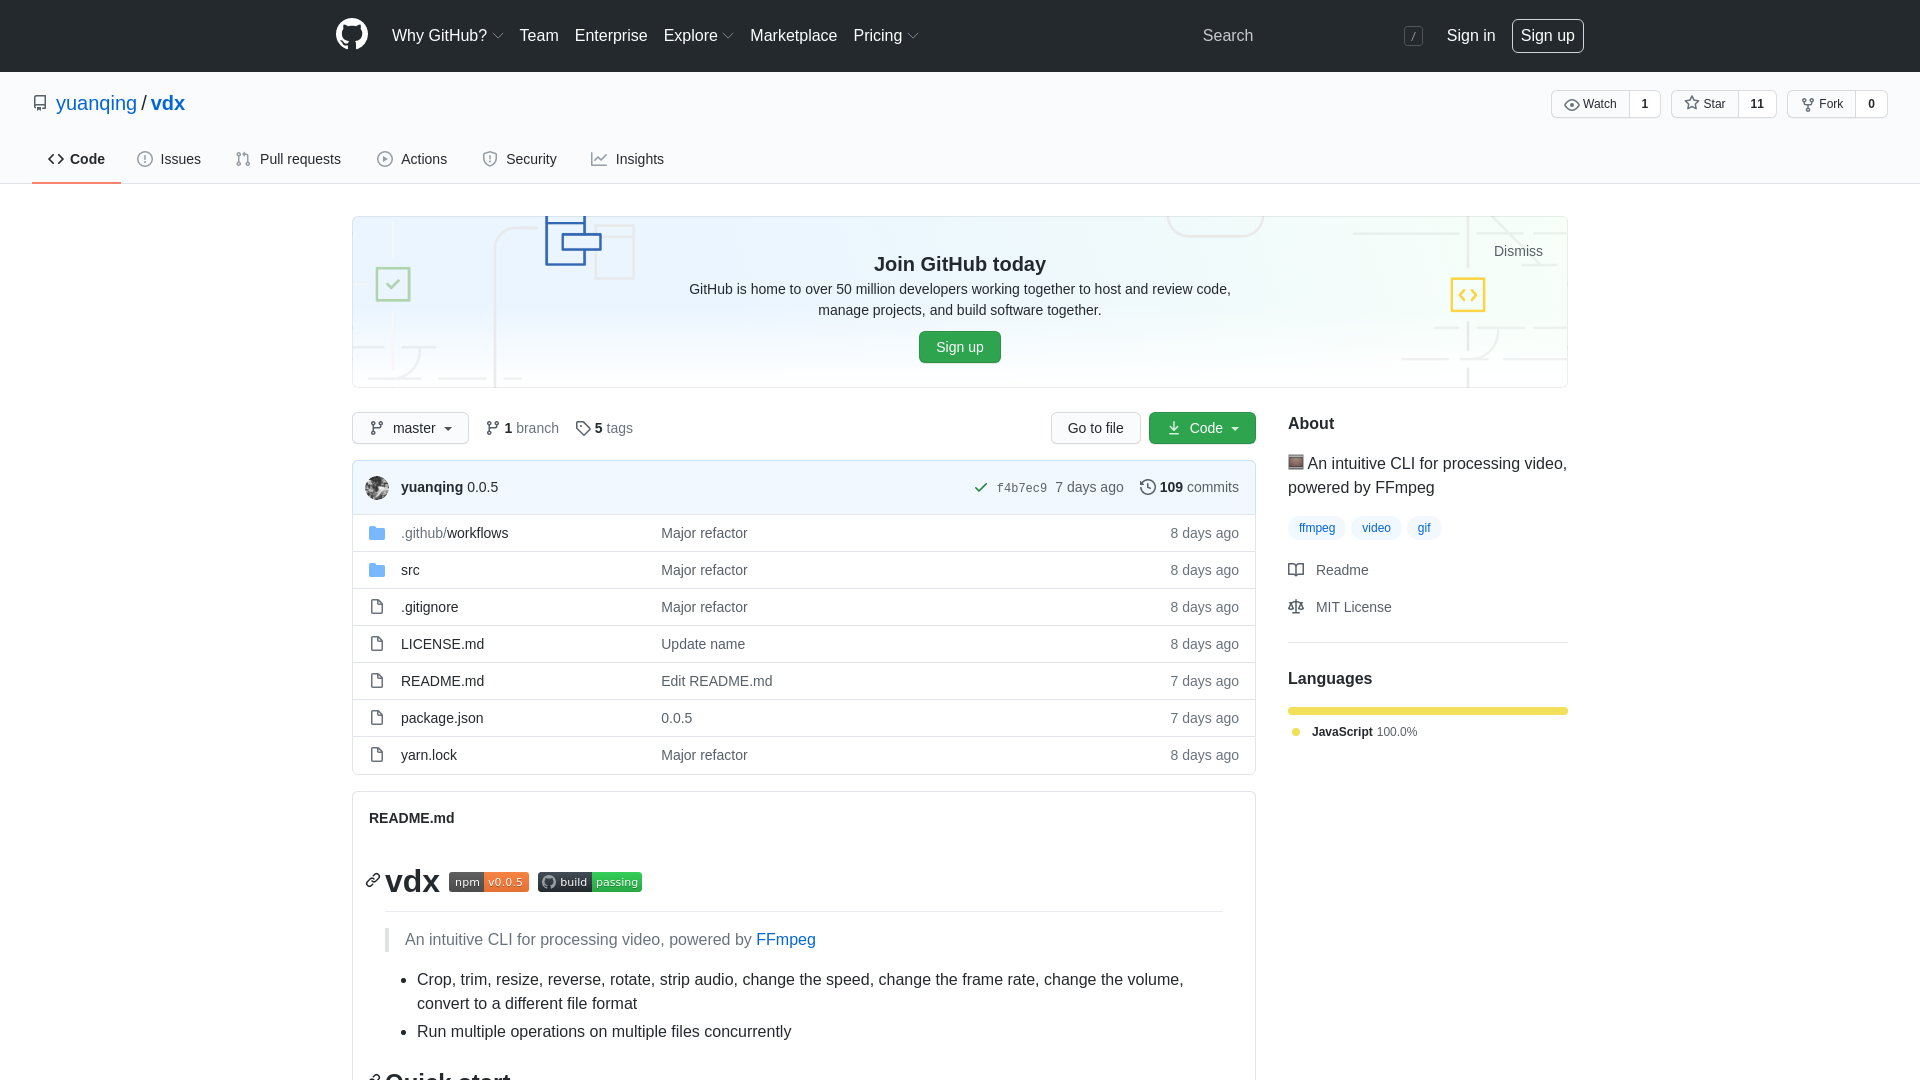 Why GitHub? Team Enterprise Explore Marketplace Pricing Search / Sign in Sign up
yuanqing / vdx Watch 1 Star 11 Fork 0
Code Issues Pull requests Actions Security Insights
Dismiss
Join GitHub today
GitHub is home to over 50 million developers working together to host and review code,
manage projects, and build software together.
Sign up
master 1 branch 5 tags Go to file Code
yuanqing 0.0.5 f4b7ec9 7 days ago 109 commits
.github/workflows Major refactor 8 days ago
src Major refactor 8 days ago
.gitignore Major refactor 8 days ago
LICENSE.md Update name 8 days ago
README.md Edit README.md 7 days ago
package.json 0.0.5 7 days ago
yarn.lock Major refactor 8 days ago
About
An intuitive CLI for processing video,
powered by FFmpeg
ffmpeg video gif
Readme
MIT License
Languages
JavaScript 100.0%
README.md
vdx npm v0.0.5 build passing
An intuitive CLI for processing video, powered by FFmpeg
• Crop, trim, resize, reverse, rotate, strip audio, change the speed, change the frame rate, change the volume,
convert to a different file format
• Run multiple operations on multiple files concurrently
Quick start